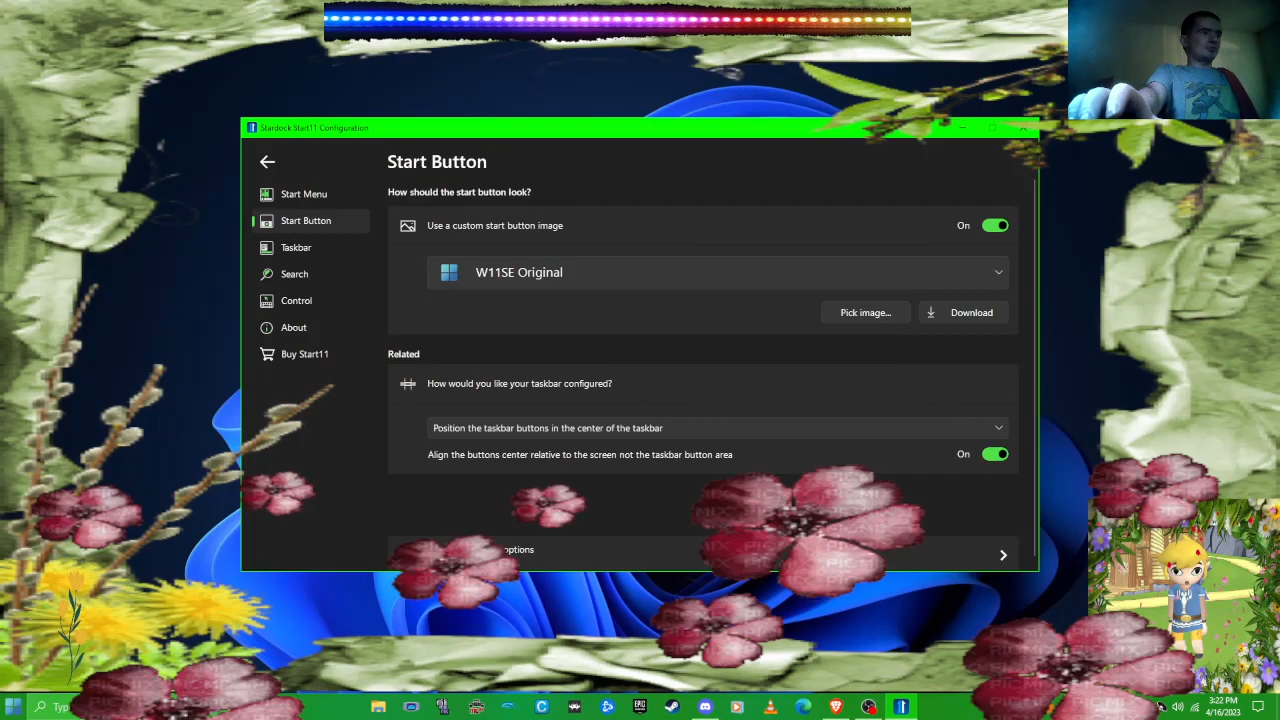 Stardock Start11 Configuration
Start Menu
Start Button
Taskbar
Search
Control
About
Buy Start11
Start Button
How should the start button look?
Use a custom start button image
On
W11SE Original
Pick image...
Download
Related
How would you like your taskbar configured?
Position the taskbar buttons in the center of the taskbar
Align the buttons center relative to the screen not the taskbar button area
On
options
Typ
EPIC
3:22 PM
4/16/2023